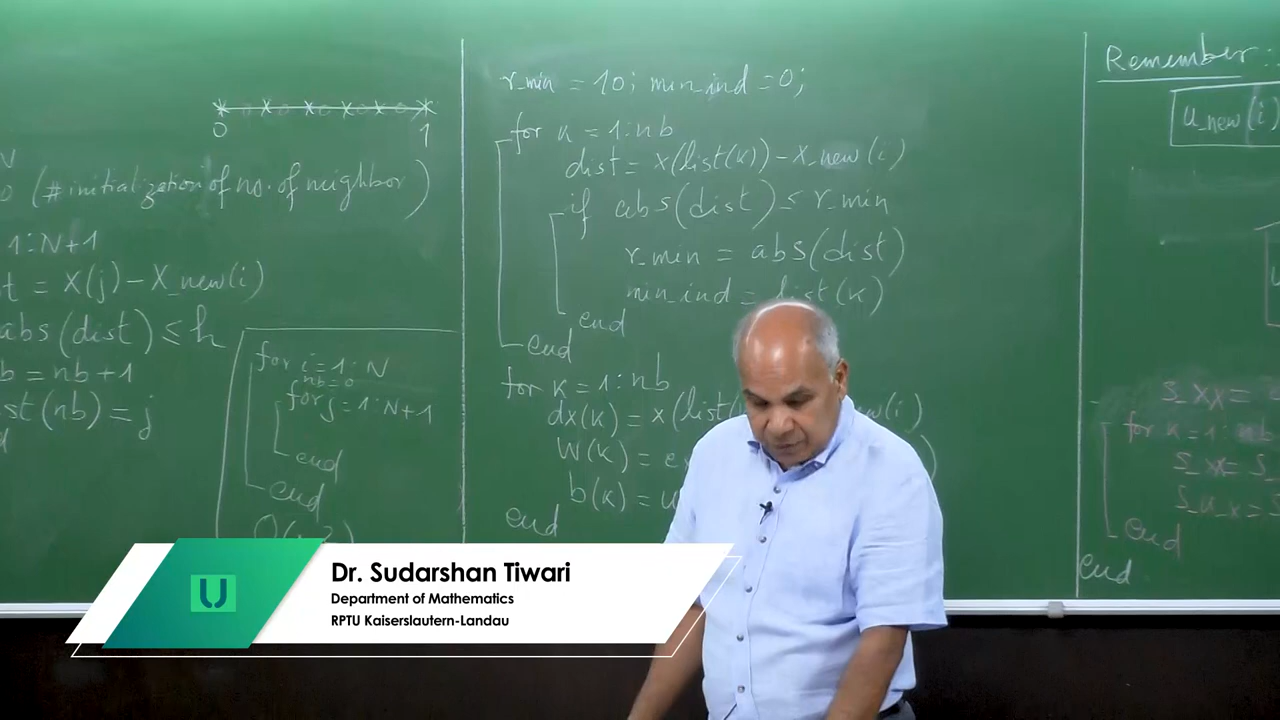 0 1
N
0 (# initialization of no. of neighbor)
1:N+1
t = X(j) - X_new(i)
abs(dist) ≤ h
b = nb+1
st(nb) = j
d
for i = 1:N
nb=0
for j = 1:N+1
end
end
r_min = 10; min_ind = 0;
for k = 1:nb
dist = x(list(k)) - x_new(i)
if abs(dist) ≤ r_min
r_min = abs(dist)
min_ind = list(k)
end
end
for k = 1:nb
dx(k) = x(list ew(i)
W(k) = e )
b(k) = u
end
Remember:
u_new(i)
S_xx =
for k = 1: nb
S_xx = S_
S_u_x =
end
end
U
Dr. Sudarshan Tiwari
Department of Mathematics
RPTU Kaiserslautern-Landau